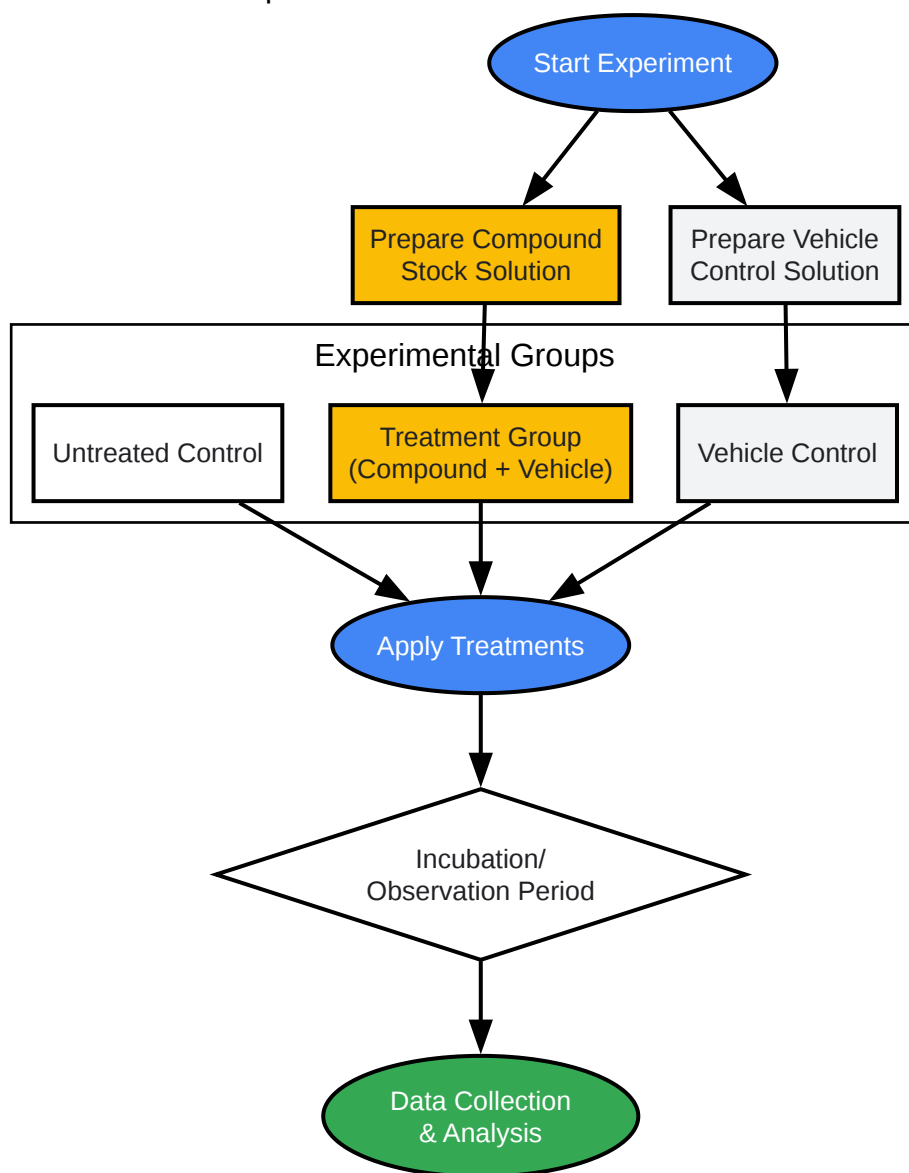 Start Experiment
Prepare Compound
Stock Solution
Prepare Vehicle
Control Solution
Experimental Groups
Untreated Control
Treatment Group
(Compound + Vehicle)
Vehicle Control
Apply Treatments
Incubation/
Observation Period
Data Collection
& Analysis